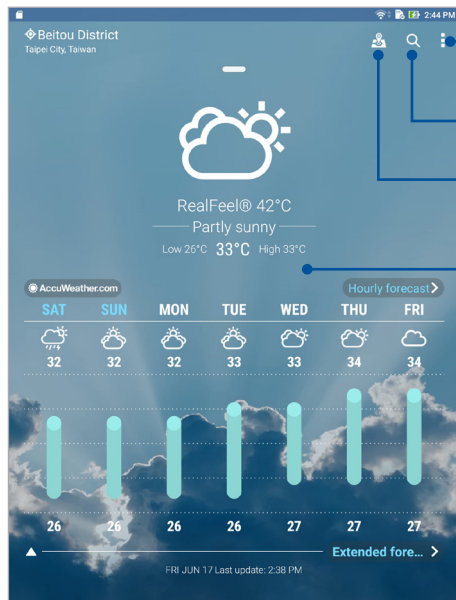 2:44 PM
Beitou District
Taipei City, Taiwan
RealFeel® 42°C
Partly sunny
Low 26°C 33°C High 33°C
AccuWeather.com Hourly forecast
SAT SUN MON TUE WED THU FRI
32 32 32 33 33 34 34
26 26 26 26 27 27 27
Extended fore...
FRI JUN 17 Last update: 2:38 PM